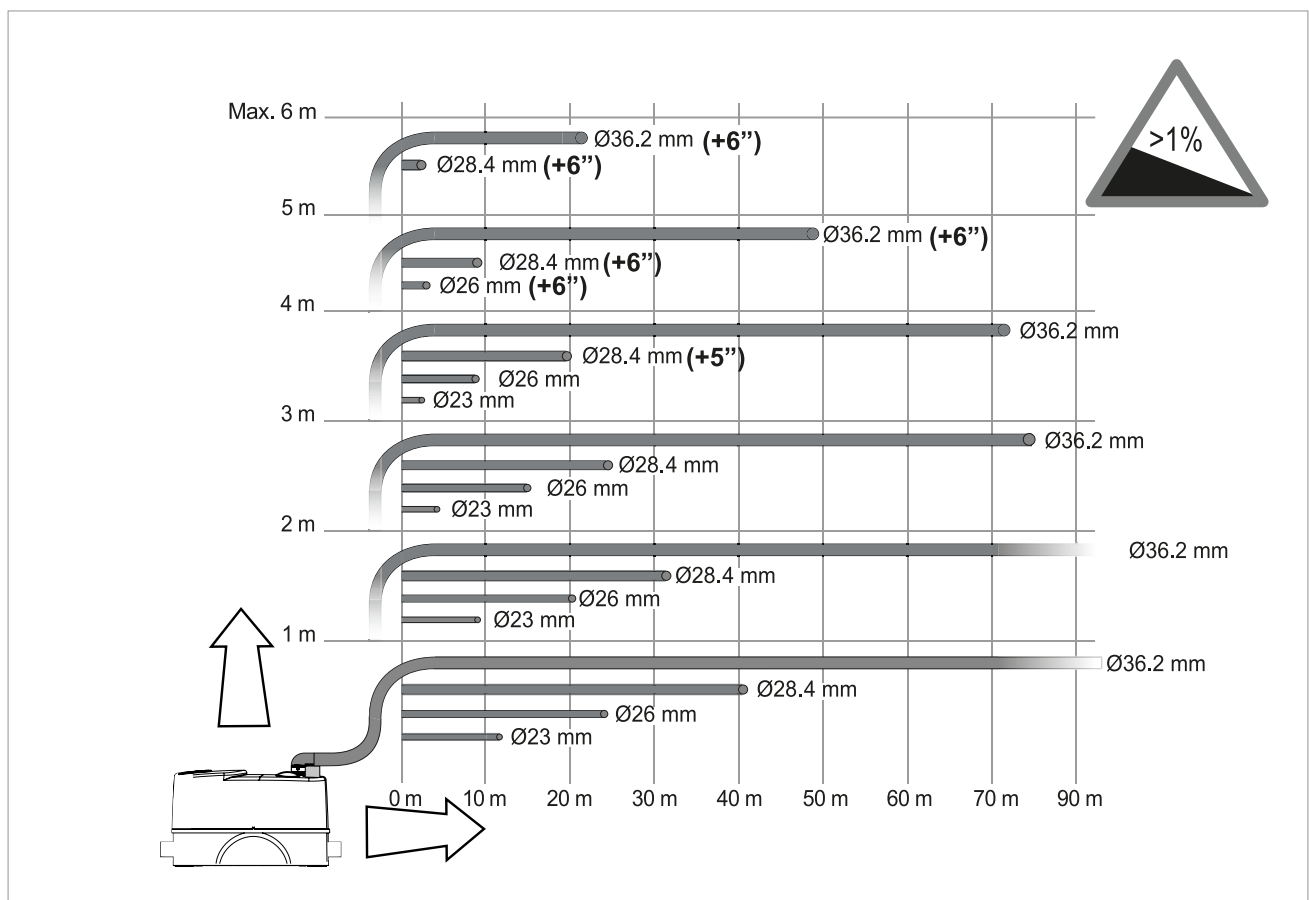 Max. 6 m
>1%
Ø36.2 mm (+6”)
Ø28.4 mm (+6”)
5 m
Ø36.2 mm (+6”)
Ø28.4 mm (+6”)
Ø26 mm (+6”)
4 m
Ø36.2 mm
Ø28.4 mm (+5”)
Ø26 mm
Ø23 mm
3 m
Ø36.2 mm
Ø28.4 mm
Ø26 mm
Ø23 mm
2 m
Ø36.2 mm
Ø28.4 mm
Ø26 mm
Ø23 mm
1 m
Ø36.2 mm
Ø28.4 mm
Ø26 mm
Ø23 mm
0 m 10 m 20 m 30 m 40 m 50 m 60 m 70 m 90 m